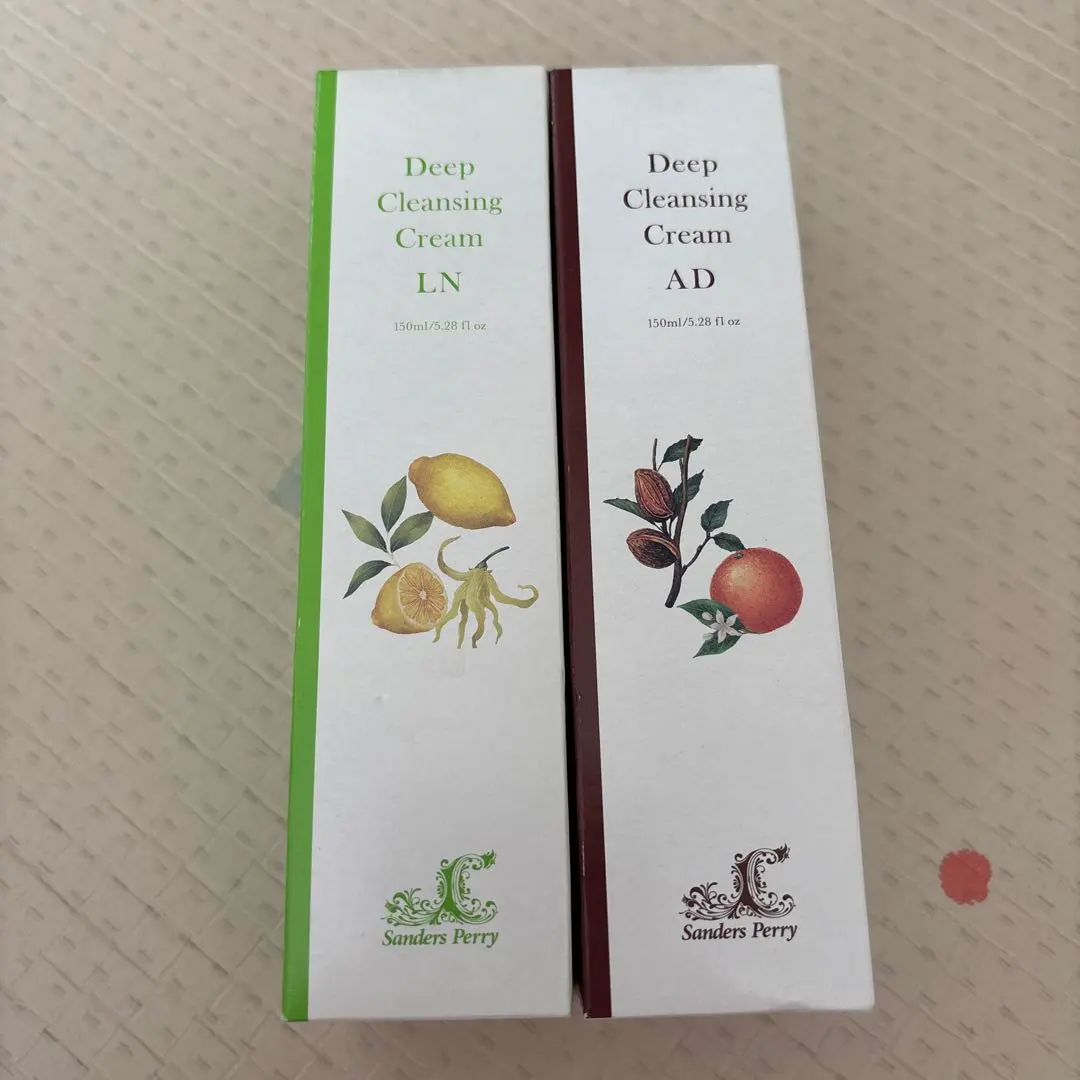 Deep
Cleansing
Cream
LN
150ml/5.28 fl oz
Sanders Perry
Deep
Cleansing
Cream
AD
150ml/5.28 fl oz
Sanders Perry